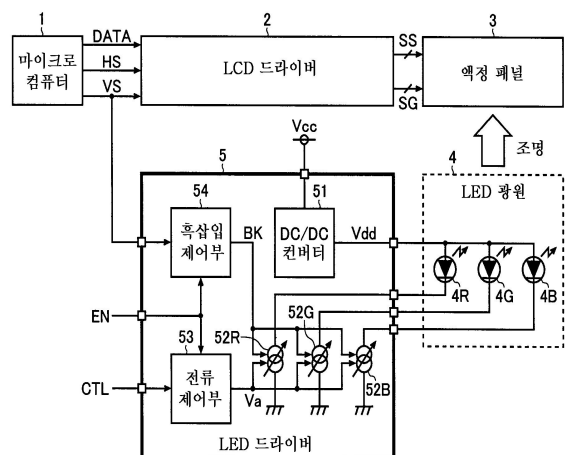 1
2
3
마이크로
컴퓨터
DATA
HS
VS
LCD 드라이버
SS
SG
액정 패널
Vcc
조명
5
4
LED 광원
54
흑삽입
제어부
BK
51
DC/DC
컨버터
Vdd
4R
4G
4B
EN
53
전류
제어부
CTL
Va
52R
52G
52B
LED 드라이버